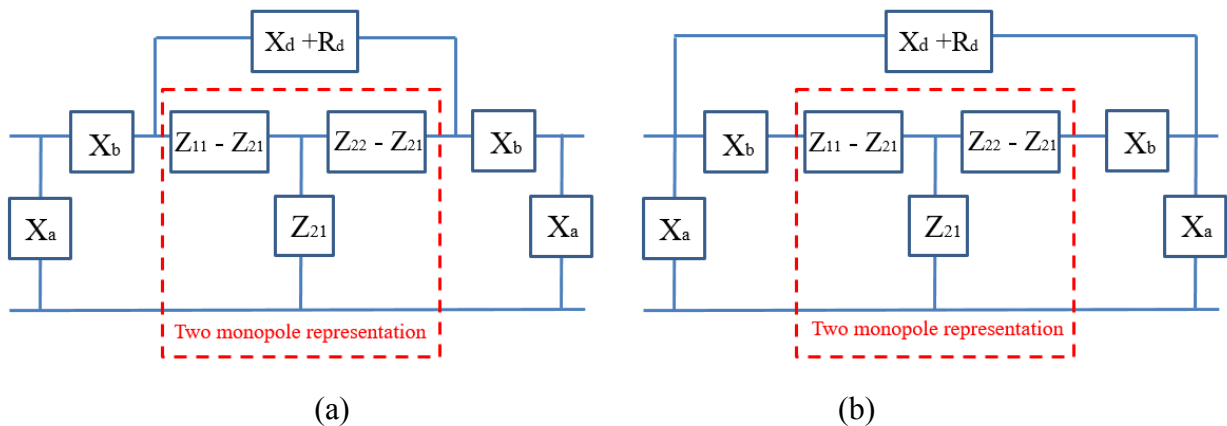 Xd +Rd
Xb
Z11 - Z21
Z22 - Z21
Xb
Xa
Z21
Xa
Two monopole representation
(a)
Xd +Rd
Xb
Z11 - Z21
Z22 - Z21
Xb
Xa
Z21
Xa
Two monopole representation
(b)